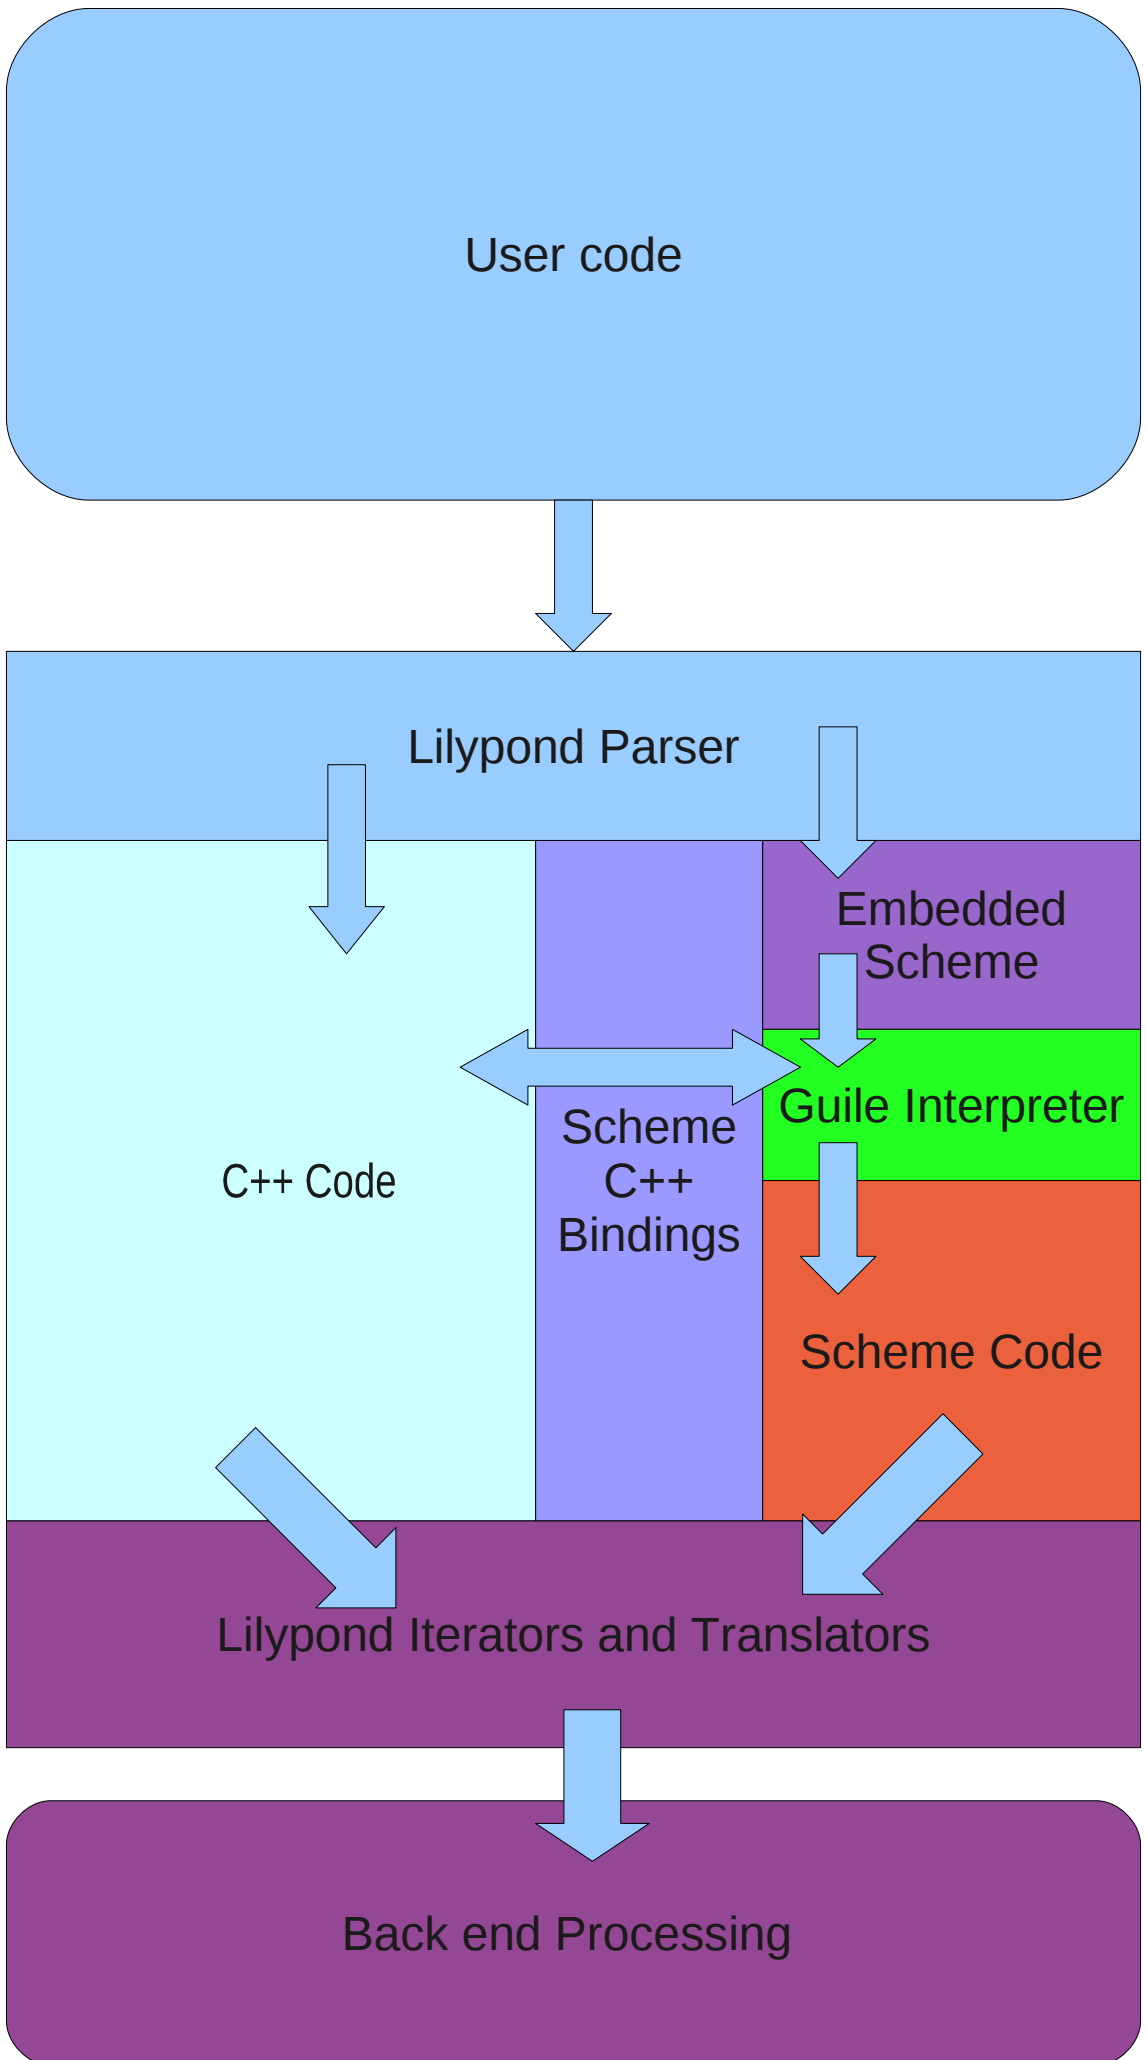 User code
Lilypond Parser
Embedded
Scheme
Guile Interpreter
Scheme
C++
Bindings
C++ Code
Scheme Code
Lilypond Iterators and Translators
Back end Processing